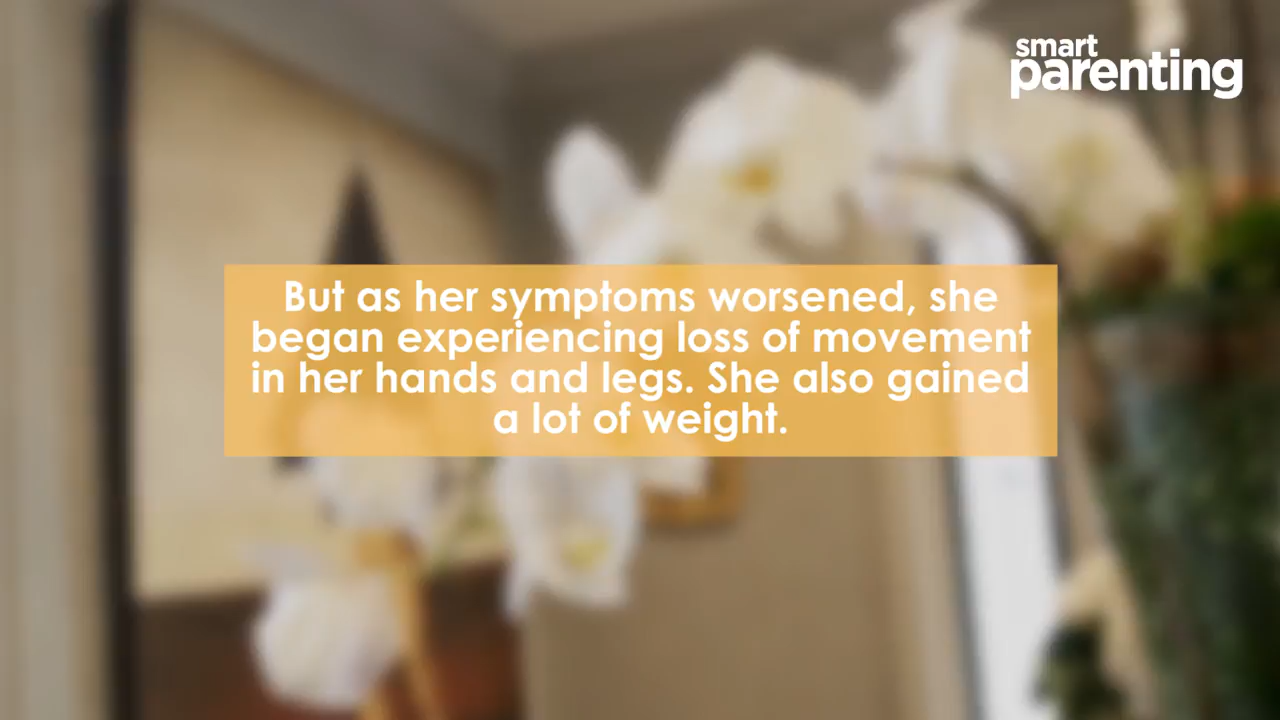 smart
parenting
But as her symptoms worsened, she
began experiencing loss of movement
in her hands and legs. She also gained
a lot of weight.